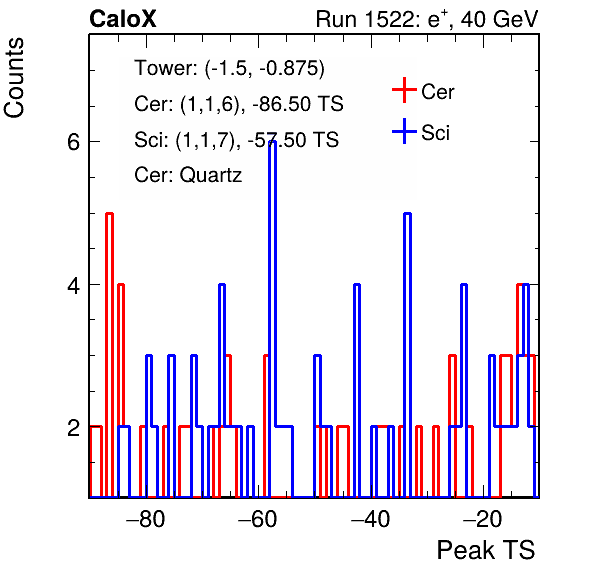 CaloX
Run 1522: e+, 40 GeV
Counts
Tower: (-1.5, -0.875)
Cer: (1,1,6), -86.50 TS
Sci: (1,1,7), -57.50 TS
Cer: Quartz
Cer
Sci
6
4
2
−80 −60 −40 −20
Peak TS